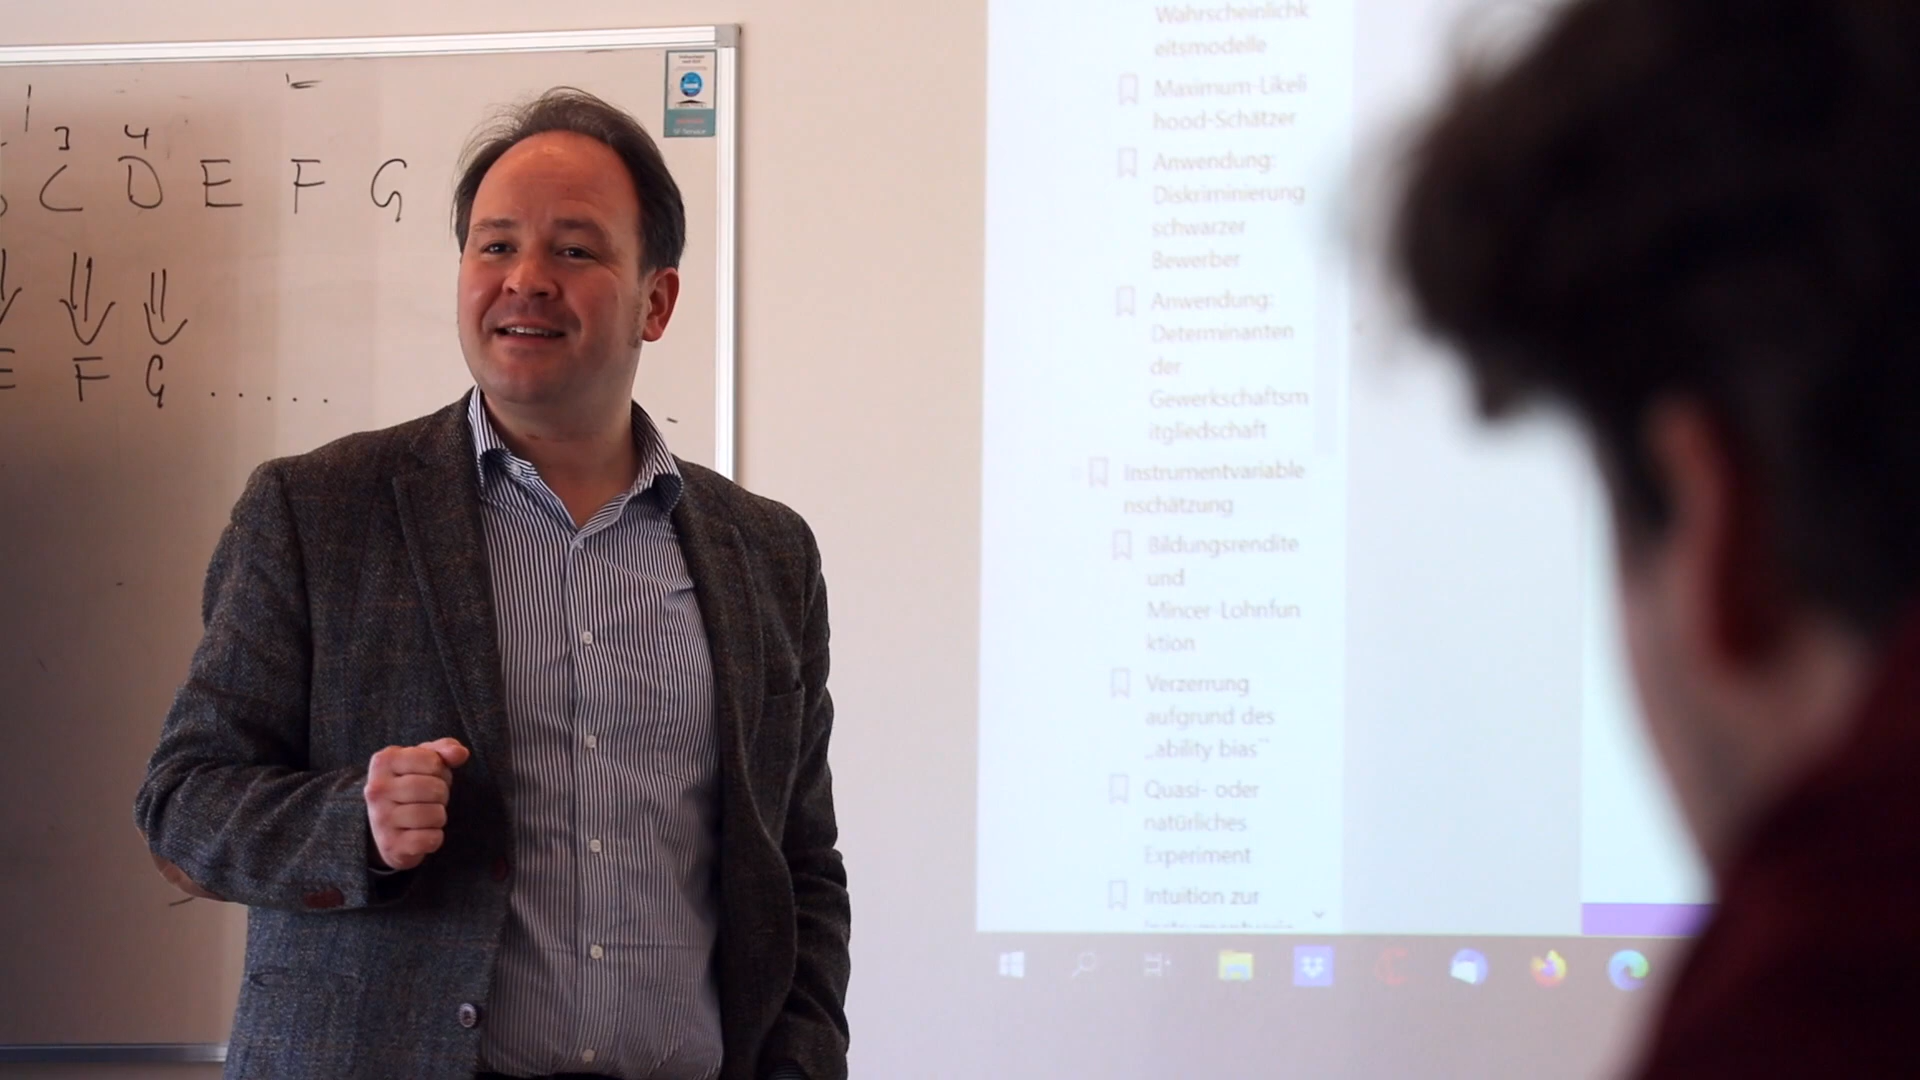 3 4
C D E F G
E F G .....
Wahrscheinlichk
eitsmodelle
Maximum-Likeli
hood-Schätzer
Anwendung:
Diskriminierung
schwarzer
Bewerber
Anwendung:
Determinanten
der
Gewerkschaftsm
itgliedschaft
Instrumentvariable
nschätzung
Bildungsrendite
und
Mincer-Lohnfun
ktion
Verzerrung
aufgrund des
„ability bias``
Quasi- oder
natürliches
Experiment
Intuition zur